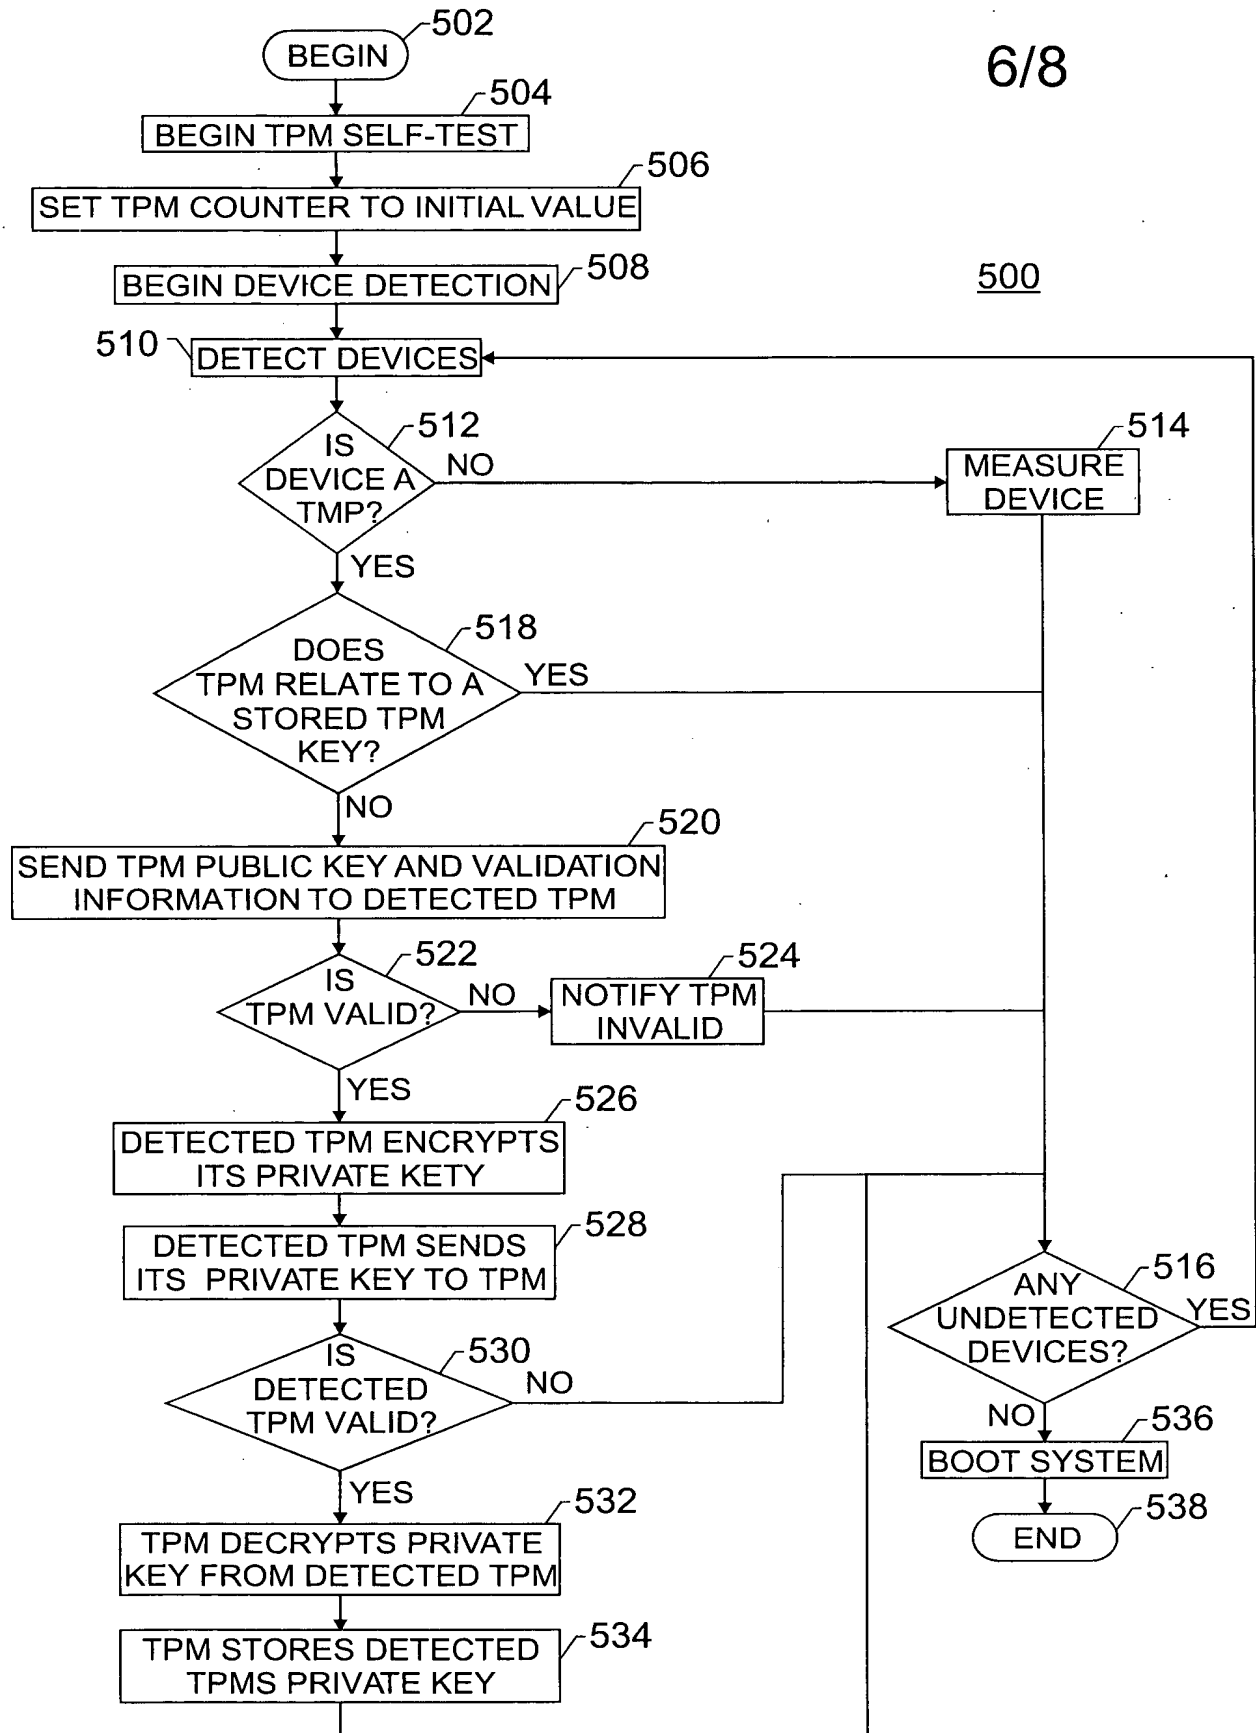 502
BEGIN
6/8
504
BEGIN TPM SELF-TEST
506
SET TPM COUNTER TO INITIAL VALUE
508
BEGIN DEVICE DETECTION
500
510
DETECT DEVICES
512
IS
DEVICE A
TMP?
NO
514
MEASURE
DEVICE
YES
518
DOES
TPM RELATE TO A
STORED TPM
KEY?
YES
NO
520
SEND TPM PUBLIC KEY AND VALIDATION
INFORMATION TO DETECTED TPM
522
IS
TPM VALID?
NO
524
NOTIFY TPM
INVALID
YES
526
DETECTED TPM ENCRYPTS
ITS PRIVATE KETY
528
DETECTED TPM SENDS
ITS PRIVATE KEY TO TPM
516
ANY
UNDETECTED
DEVICES?
YES
530
IS
DETECTED
TPM VALID?
NO
NO
536
BOOT SYSTEM
YES
532
TPM DECRYPTS PRIVATE
KEY FROM DETECTED TPM
538
END
534
TPM STORES DETECTED
TPMS PRIVATE KEY